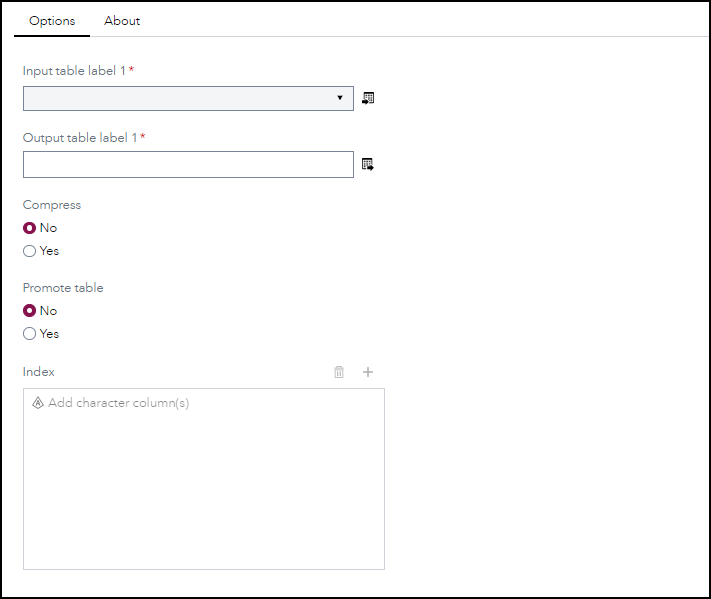 Options About
Input table label 1*
Output table label 1*
Compress
No
Yes
Promote table
No
Yes
Index
Add character column(s)